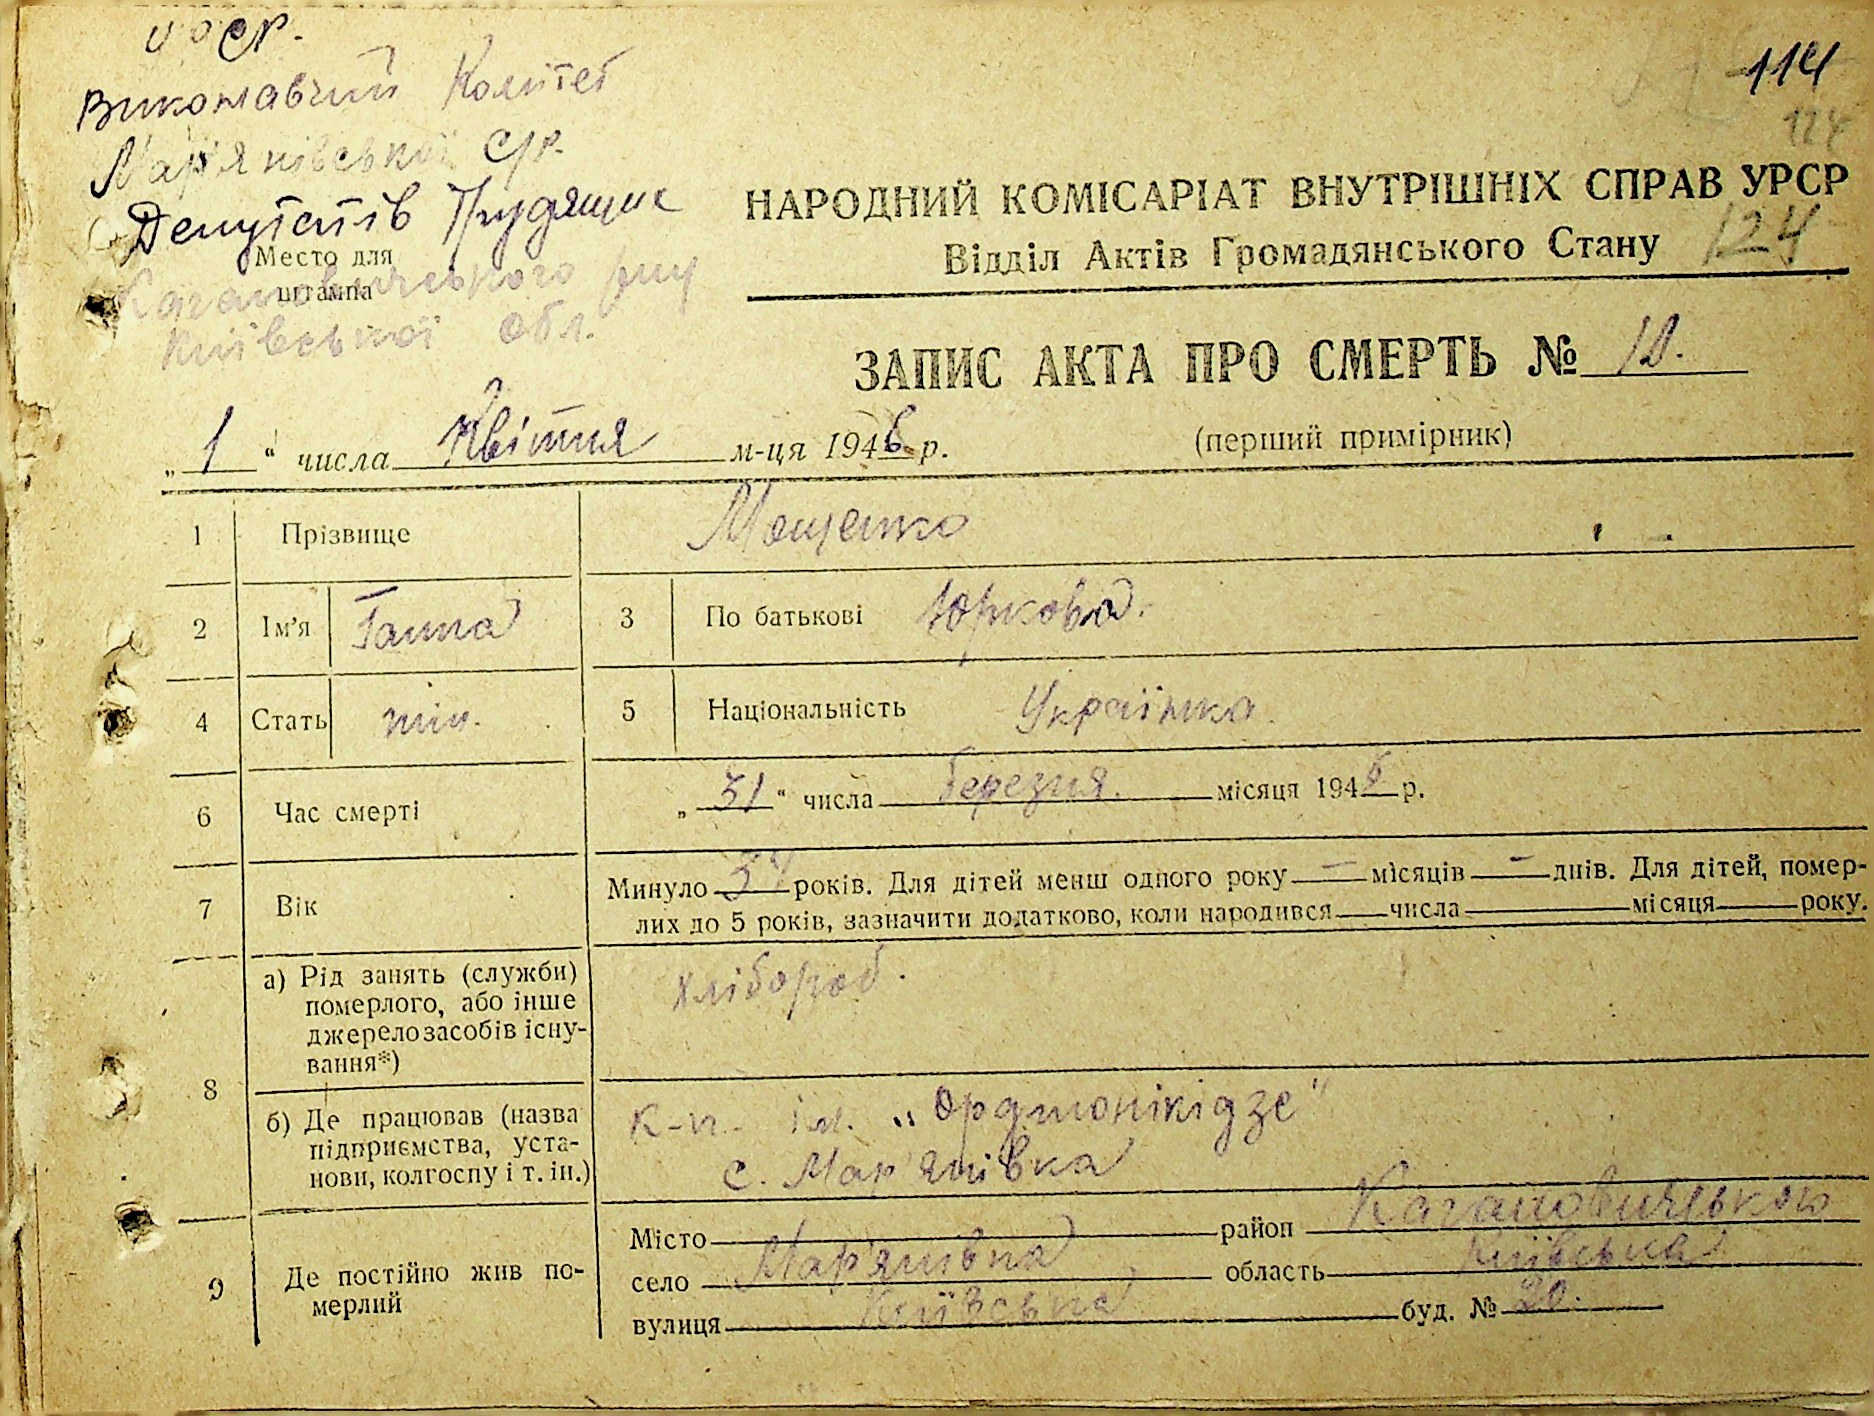 УРСР.
Виконавчий Комітет
Мар'янівської с/р.
Депутатів Трудящих
Место для
штампа
Кагановичського р-ну
Київської обл.
114
124
124
НАРОДНИЙ КОМІСАРІАТ ВНУТРІШНІХ СПРАВ УРСР
Відділ Актів Громадянського Стану
ЗАПИС АКТА ПРО СМЕРТЬ №
(перший примірник)
„1“ числа Квітня м-ця 1946 р.
1 Прізвище Мощенко
2 Ім'я Ганна 3 По батькові Юркова.
4 Стать жін. 5 Національність Українка.
6 Час смерті „31“ числа березня. місяця 1946 р.
7 Вік Минуло 37 років. Для дітей менш одного року — місяців — днів. Для дітей, помер-
лих до 5 років, зазначити додатково, коли народився числа місяця року.
8 а) Рід занять (служби)
померлого, або інше
джерело засобів існу-
вання*)
хлібороб.
б) Де працював (назва
підприємства, уста-
нови, колгоспу і т. ін.)
к-п. ім. „Орджонікідзе"
с. Мар'янівка
9 Де постійно жив по-
мерлий
Місто район Кагановичського
село Мар'янівка область Київська
вулиця Київська буд. № 20.